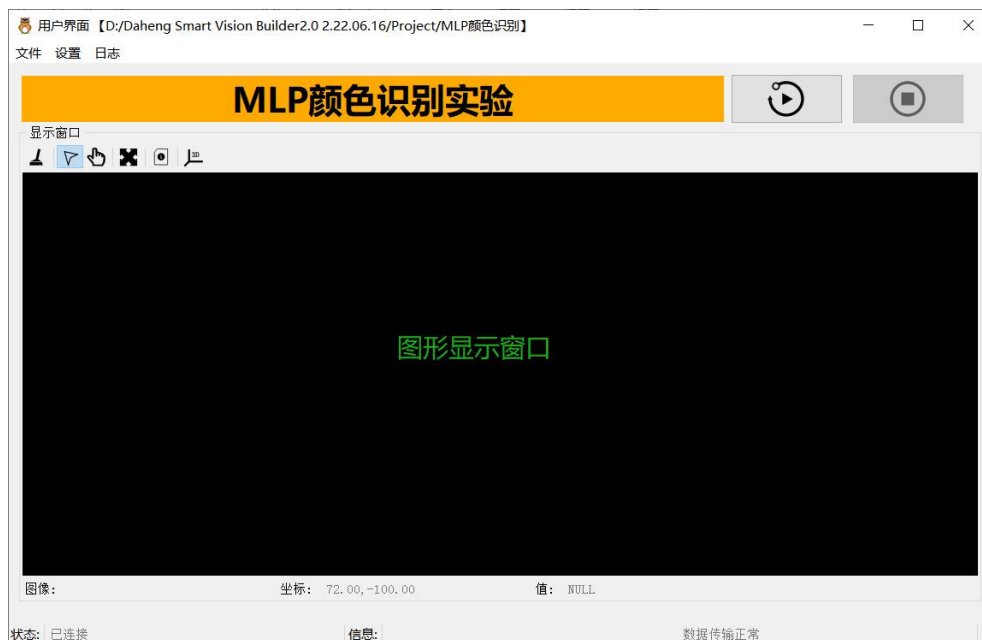 用户界面 【D:/Daheng Smart Vision Builder2.0 2.22.06.16/Project/MLP颜色识别】
文件 设置 日志
MLP颜色识别实验
显示窗口
3D
图形显示窗口
图像: 坐标: 72.00,-100.00 值: NULL
状态: 已连接 信息: 数据传输正常